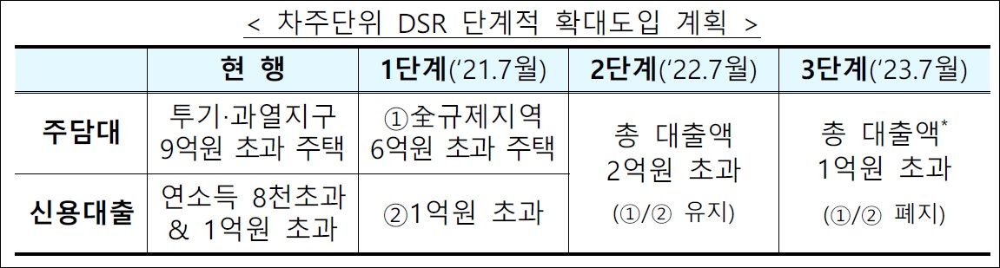 < 차주단위 DSR 단계적 확대도입 계획 >
현 행
1단계(‘21.7월)
2단계(‘22.7월)
3단계(‘23.7월)
주담대
투기·과열지구
9억원 초과 주택
①全규제지역
6억원 초과 주택
총 대출액
2억원 초과
(①/② 유지)
총 대출액*
1억원 초과
(①/② 폐지)
신용대출
연소득 8천초과
& 1억원 초과
②1억원 초과